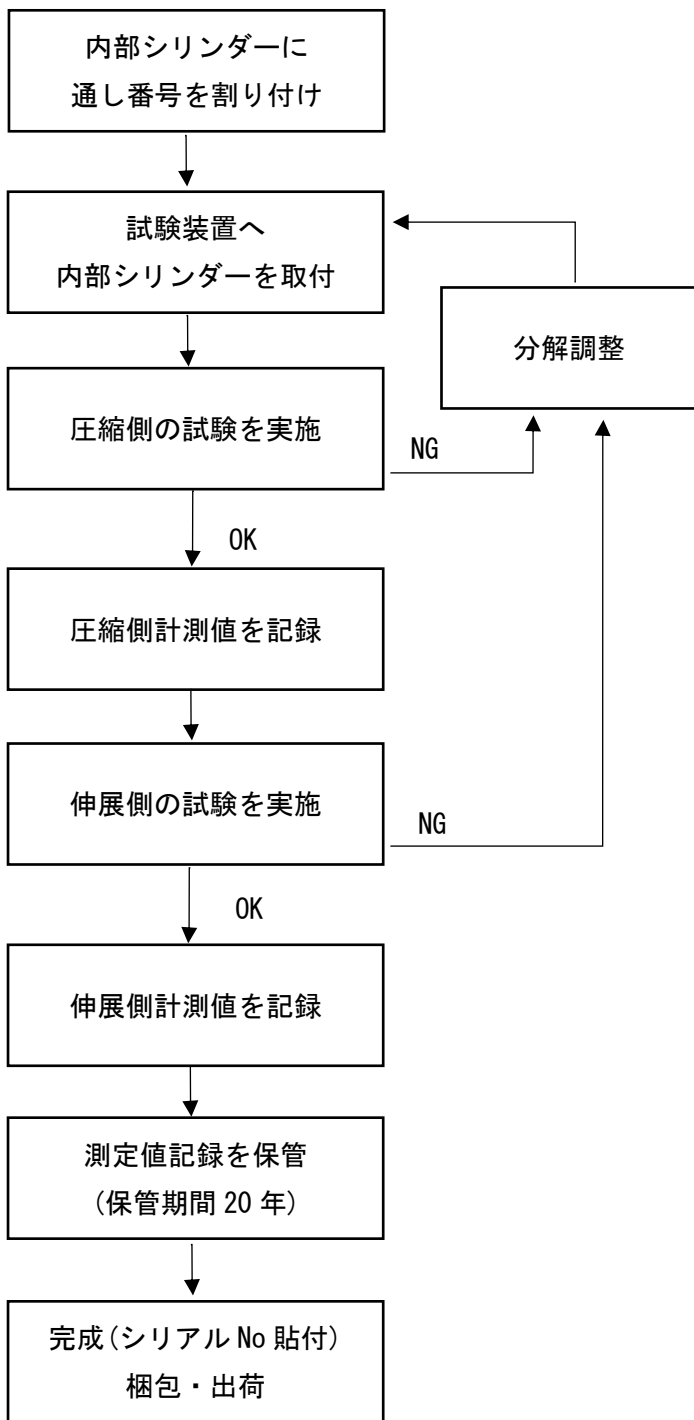 内部シリンダーに
通し番号を割り付け
試験装置へ
内部シリンダーを取付
分解調整
圧縮側の試験を実施
NG
OK
圧縮側計測値を記録
伸展側の試験を実施
NG
OK
伸展側計測値を記録
測定値記録を保管
(保管期間 20 年)
完成(シリアル No 貼付)
梱包・出荷